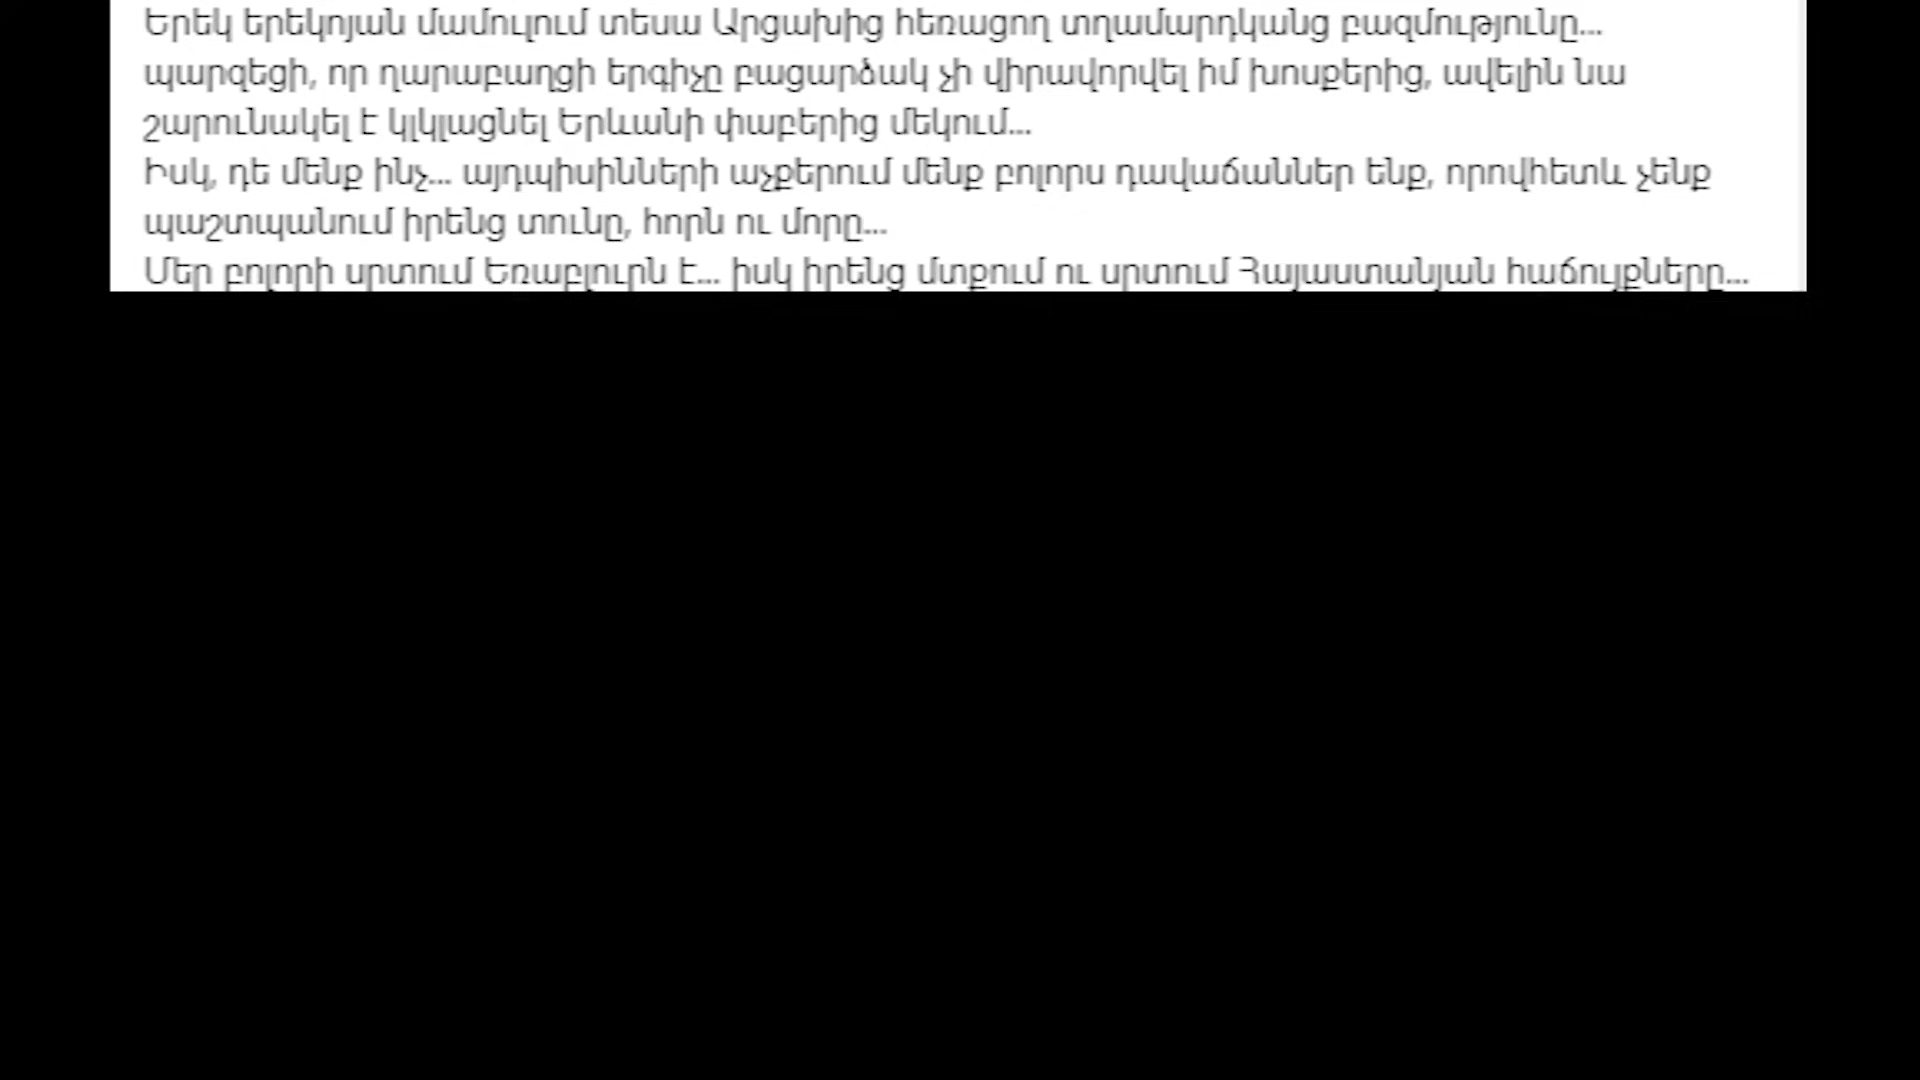 Երեկ երեկոյան մամուլում տեսա Արցախից հեռացող տղամարդկանց բազմությունը...
պարզեցի, որ ղարաբաղցի երգիչը բացարձակ չի վիրավորվել իմ խոսքերից, ավելին նա
շարունակել է կլկլացնել Երևանի փաբերից մեկում...
Իսկ, դե մենք ինչ... այդպիսինների աչքերում մենք բոլորս դավաճաններ ենք, որովհետև չենք
պաշտպանում իրենց տունը, հորն ու մորը...
Մեր բոլորի սրտում Եռաբլուրն է... իսկ իրենց մտքում ու սրտում Հայաստանյան հաճույքները...